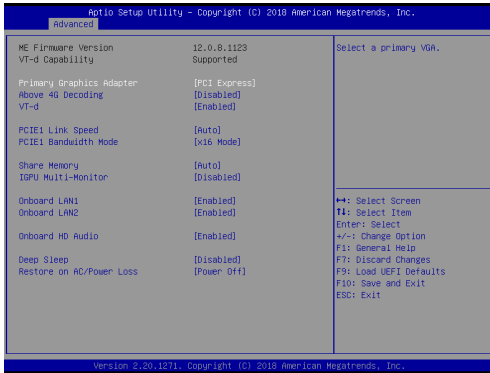 Aptio Setup Utility – Copyright (C) 2018 American Megatrends, Inc.
Advanced
ME Firmware Version 12.0.8.1123
VT-d Capability Supported
Primary Graphics Adapter [PCI Express]
Above 4G Decoding [Disabled]
VT-d [Enabled]
PCIE1 Link Speed [Auto]
PCIE1 Bandwidth Mode [x16 Mode]
Share Memory [Auto]
IGPU Multi-Monitor [Disabled]
Onboard LAN1 [Enabled]
Onboard LAN2 [Enabled]
Onboard HD Audio [Enabled]
Deep Sleep [Disabled]
Restore on AC/Power Loss [Power Off]
Select a primary VGA.
↔: Select Screen
↑↓: Select Item
Enter: Select
+/-: Change Option
F1: General Help
F7: Discard Changes
F9: Load UEFI Defaults
F10: Save and Exit
ESC: Exit
Version 2.20.1271. Copyright (C) 2018 American Megatrends, Inc.